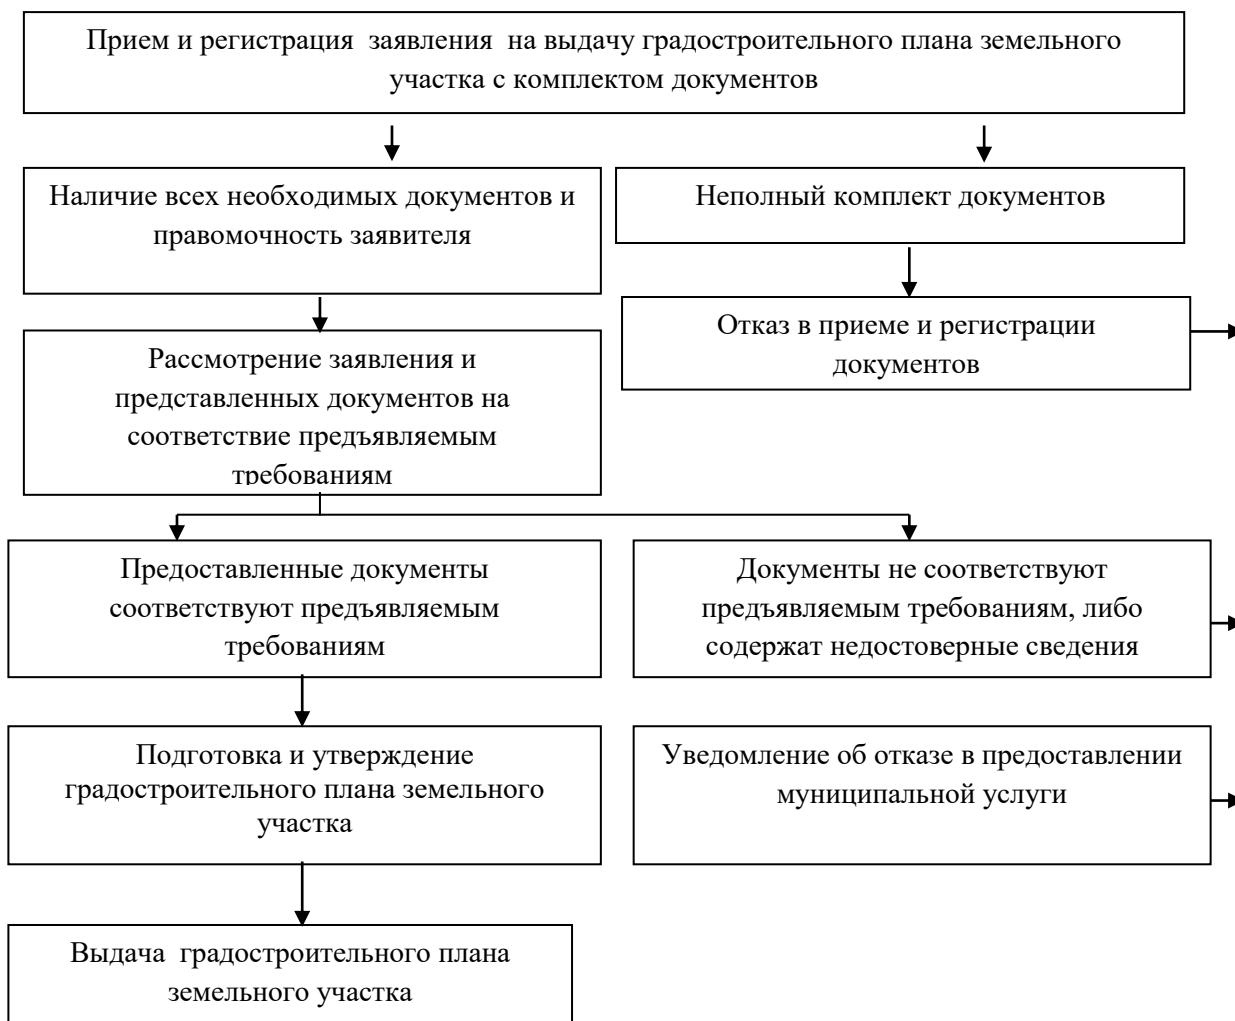 Прием и регистрация заявления на выдачу градостроительного плана земельного
участка с комплектом документов
Наличие всех необходимых документов и
правомочность заявителя
Неполный комплект документов
Отказ в приеме и регистрации
документов
Рассмотрение заявления и
представленных документов на
соответствие предъявляемым
требованиям
Предоставленные документы
соответствуют предъявляемым
требованиям
Документы не соответствуют
предъявляемым требованиям, либо
содержат недостоверные сведения
Подготовка и утверждение
градостроительного плана земельного
участка
Уведомление об отказе в предоставлении
муниципальной услуги
Выдача градостроительного плана
земельного участка